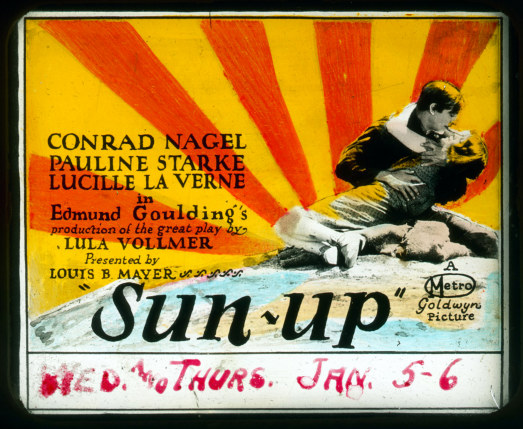 CONRAD NAGEL
PAULINE STARKE
LUCILLE LA VERNE
in
Edmund Goulding's
production of the great play by-
LULA VOLLMER
Presented by
LOUIS B MAYER
"Sun-up"
A
Metro
Goldwyn
Picture
WED. AND THURS. JAN. 5-6